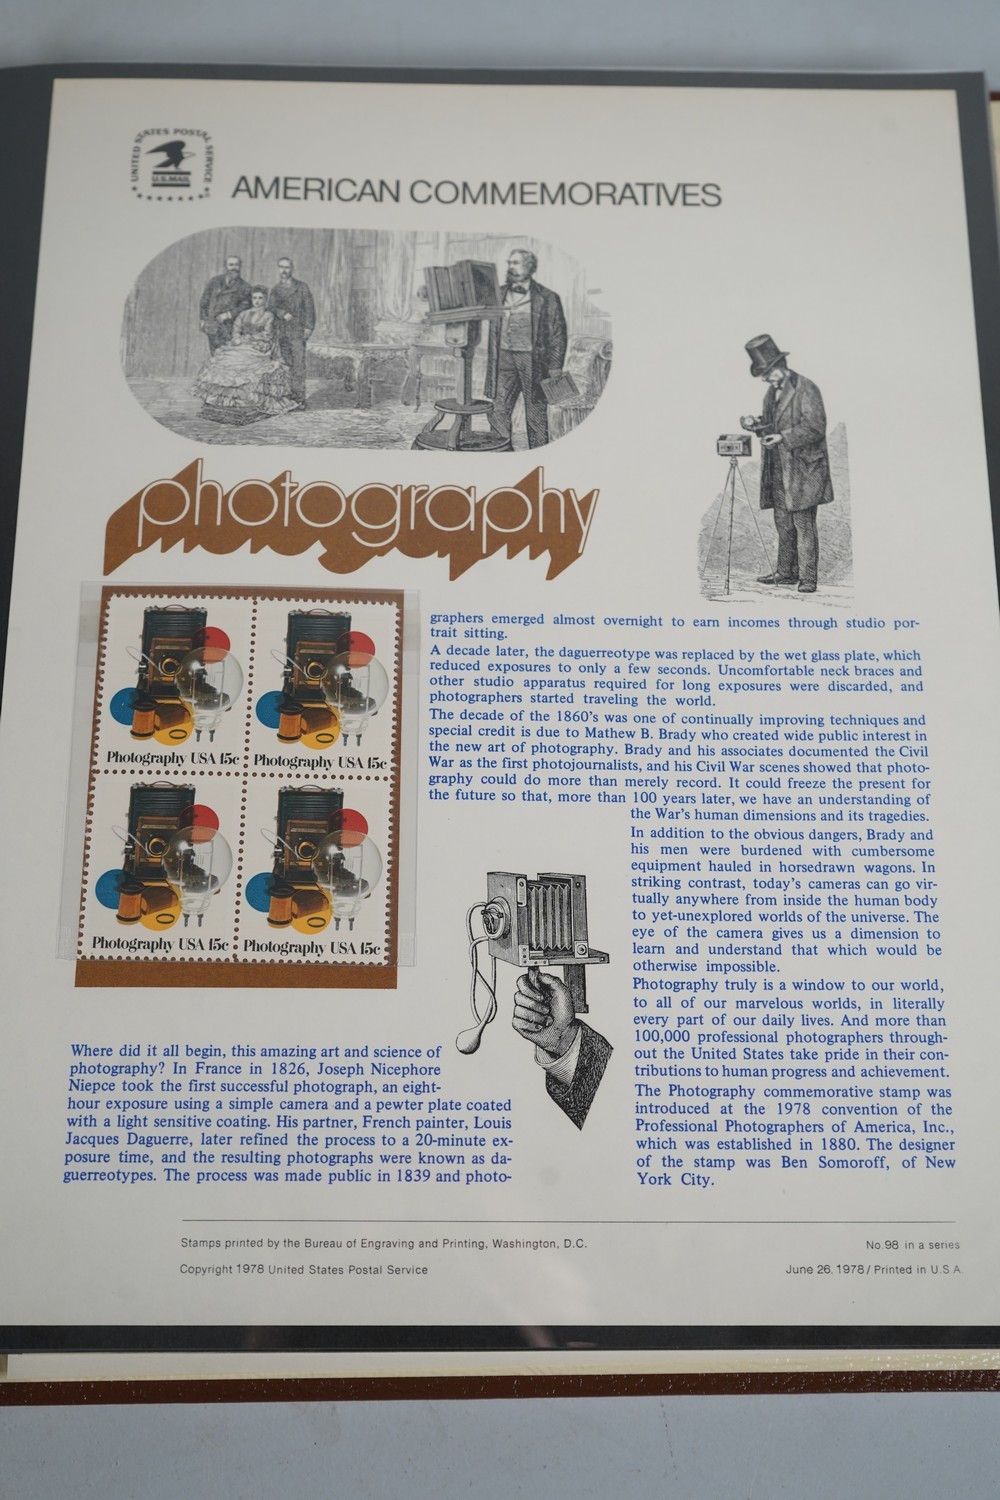 UNITED STATES POSTAL SERVICE
U.S.MAIL
AMERICAN COMMEMORATIVES
photography
Photography USA 15c
Photography USA 15c
Photography USA 15c
Photography USA 15c
Where did it all begin, this amazing art and science of
photography? In France in 1826, Joseph Nicephore
Niepce took the first successful photograph, an eight-
hour exposure using a simple camera and a pewter plate coated
with a light sensitive coating. His partner, French painter, Louis
Jacques Daguerre, later refined the process to a 20-minute ex-
posure time, and the resulting photographs were known as da-
guerreotypes. The process was made public in 1839 and photo-
graphers emerged almost overnight to earn incomes through studio por-
trait sitting.
A decade later, the daguerreotype was replaced by the wet glass plate, which
reduced exposures to only a few seconds. Uncomfortable neck braces and
other studio apparatus required for long exposures were discarded, and
photographers started traveling the world.
The decade of the 1860's was one of continually improving techniques and
special credit is due to Mathew B. Brady who created wide public interest in
the new art of photography. Brady and his associates documented the Civil
War as the first photojournalists, and his Civil War scenes showed that photo-
graphy could do more than merely record. It could freeze the present for
the future so that, more than 100 years later, we have an understanding of
the War's human dimensions and its tragedies.
In addition to the obvious dangers, Brady and
his men were burdened with cumbersome
equipment hauled in horsedrawn wagons. In
striking contrast, today's cameras can go vir-
tually anywhere from inside the human body
to yet-unexplored worlds of the universe. The
eye of the camera gives us a dimension to
learn and understand that which would be
otherwise impossible.
Photography truly is a window to our world,
to all of our marvelous worlds, in literally
every part of our daily lives. And more than
100,000 professional photographers through-
out the United States take pride in their con-
tributions to human progress and achievement.
The Photography commemorative stamp was
introduced at the 1978 convention of the
Professional Photographers of America, Inc.,
which was established in 1880. The designer
of the stamp was Ben Somoroff, of New
York City.
Stamps printed by the Bureau of Engraving and Printing, Washington, D.C.
No.98 in a series
Copyright 1978 United States Postal Service
June 26, 1978/Printed in U.S.A.